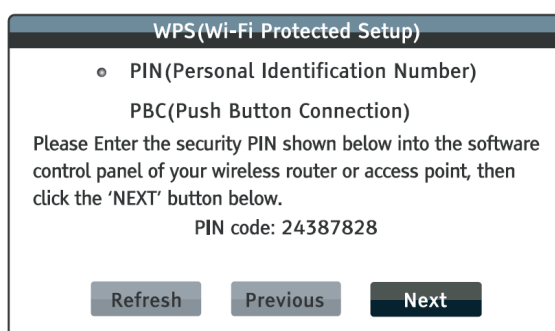 WPS(Wi-Fi Protected Setup)
PIN(Personal Identification Number)
PBC(Push Button Connection)
Please Enter the security PIN shown below into the software
control panel of your wireless router or access point, then
click the ‘NEXT’ button below.
PIN code: 24387828
Refresh Previous Next